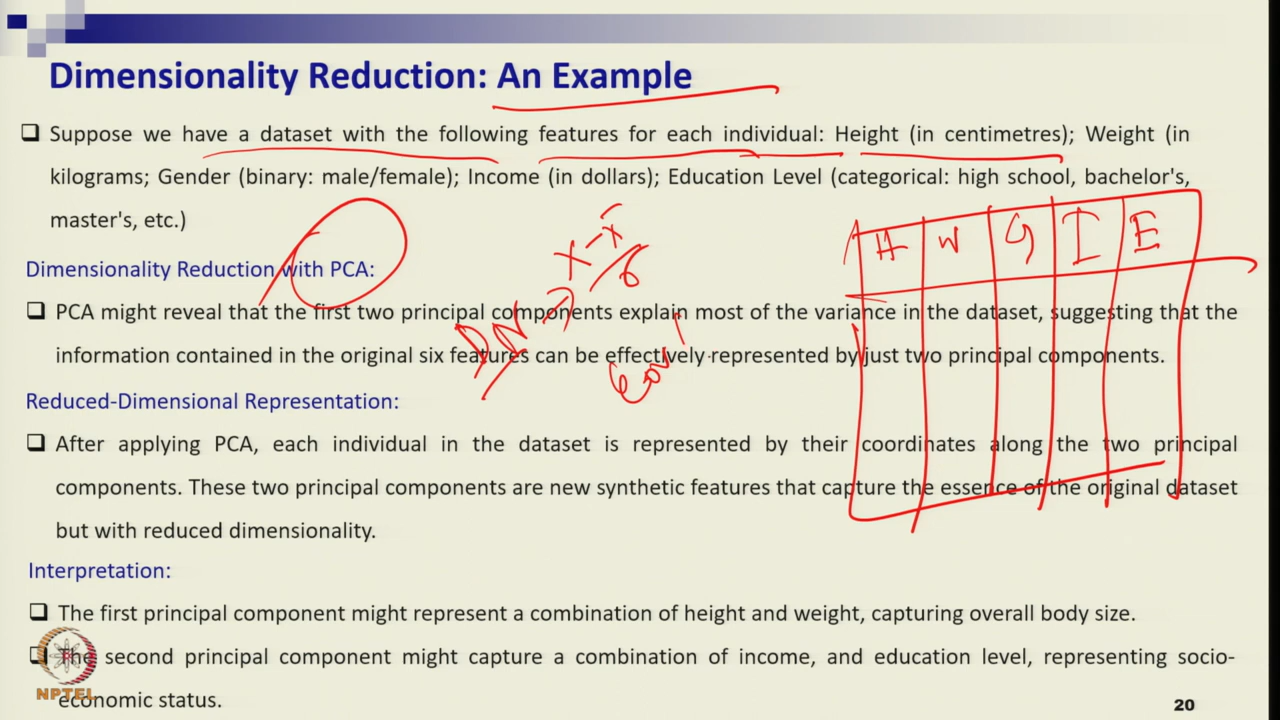 Dimensionality Reduction: An Example
❑ Suppose we have a dataset with the following features for each individual: Height (in centimetres); Weight (in
kilograms; Gender (binary: male/female); Income (in dollars); Education Level (categorical: high school, bachelor's,
master's, etc.)
H W G I E
X - x̄ / σ
Dimensionality Reduction with PCA:
❑ PCA might reveal that the first two principal components explain most of the variance in the dataset, suggesting that the
information contained in the original six features can be effectively represented by just two principal components.
Reduced-Dimensional Representation:
❑ After applying PCA, each individual in the dataset is represented by their coordinates along the two principal
components. These two principal components are new synthetic features that capture the essence of the original dataset
but with reduced dimensionality.
Interpretation:
❑ The first principal component might represent a combination of height and weight, capturing overall body size.
❑ The second principal component might capture a combination of income, and education level, representing socio-
economic status.
NPTEL
20